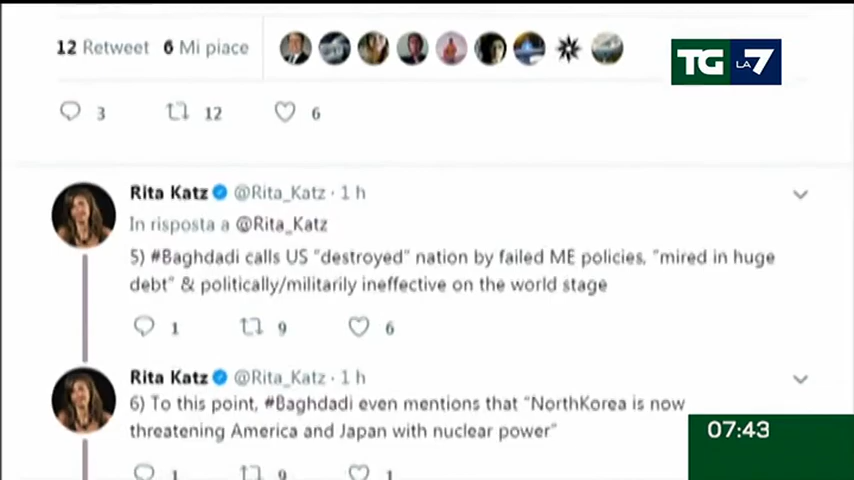 12 Retweet 6 Mi piace
TG LA 7
3 12 6
Rita Katz @Rita_Katz · 1 h
In risposta a @Rita_Katz
5) #Baghdadi calls US "destroyed" nation by failed ME policies, "mired in huge
debt" & politically/militarily ineffective on the world stage
1 9 6
Rita Katz @Rita_Katz · 1 h
6) To this point, #Baghdadi even mentions that "NorthKorea is now
threatening America and Japan with nuclear power"
07:43
1 9 1